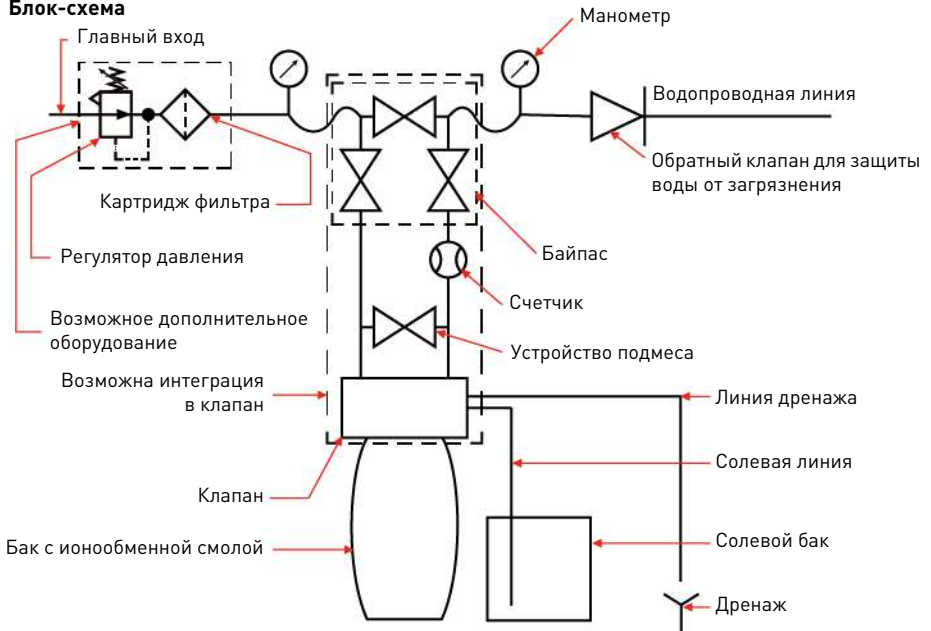 Блок-схема
Главный вход
Манометр
Водопроводная линия
Обратный клапан для защиты
воды от загрязнения
Картридж фильтра
Байпас
Регулятор давления
Счетчик
Возможное дополнительное
оборудование
Устройство подмеса
Возможна интеграция
в клапан
Линия дренажа
Солевая линия
Клапан
Бак с ионообменной смолой
Солевой бак
Дренаж